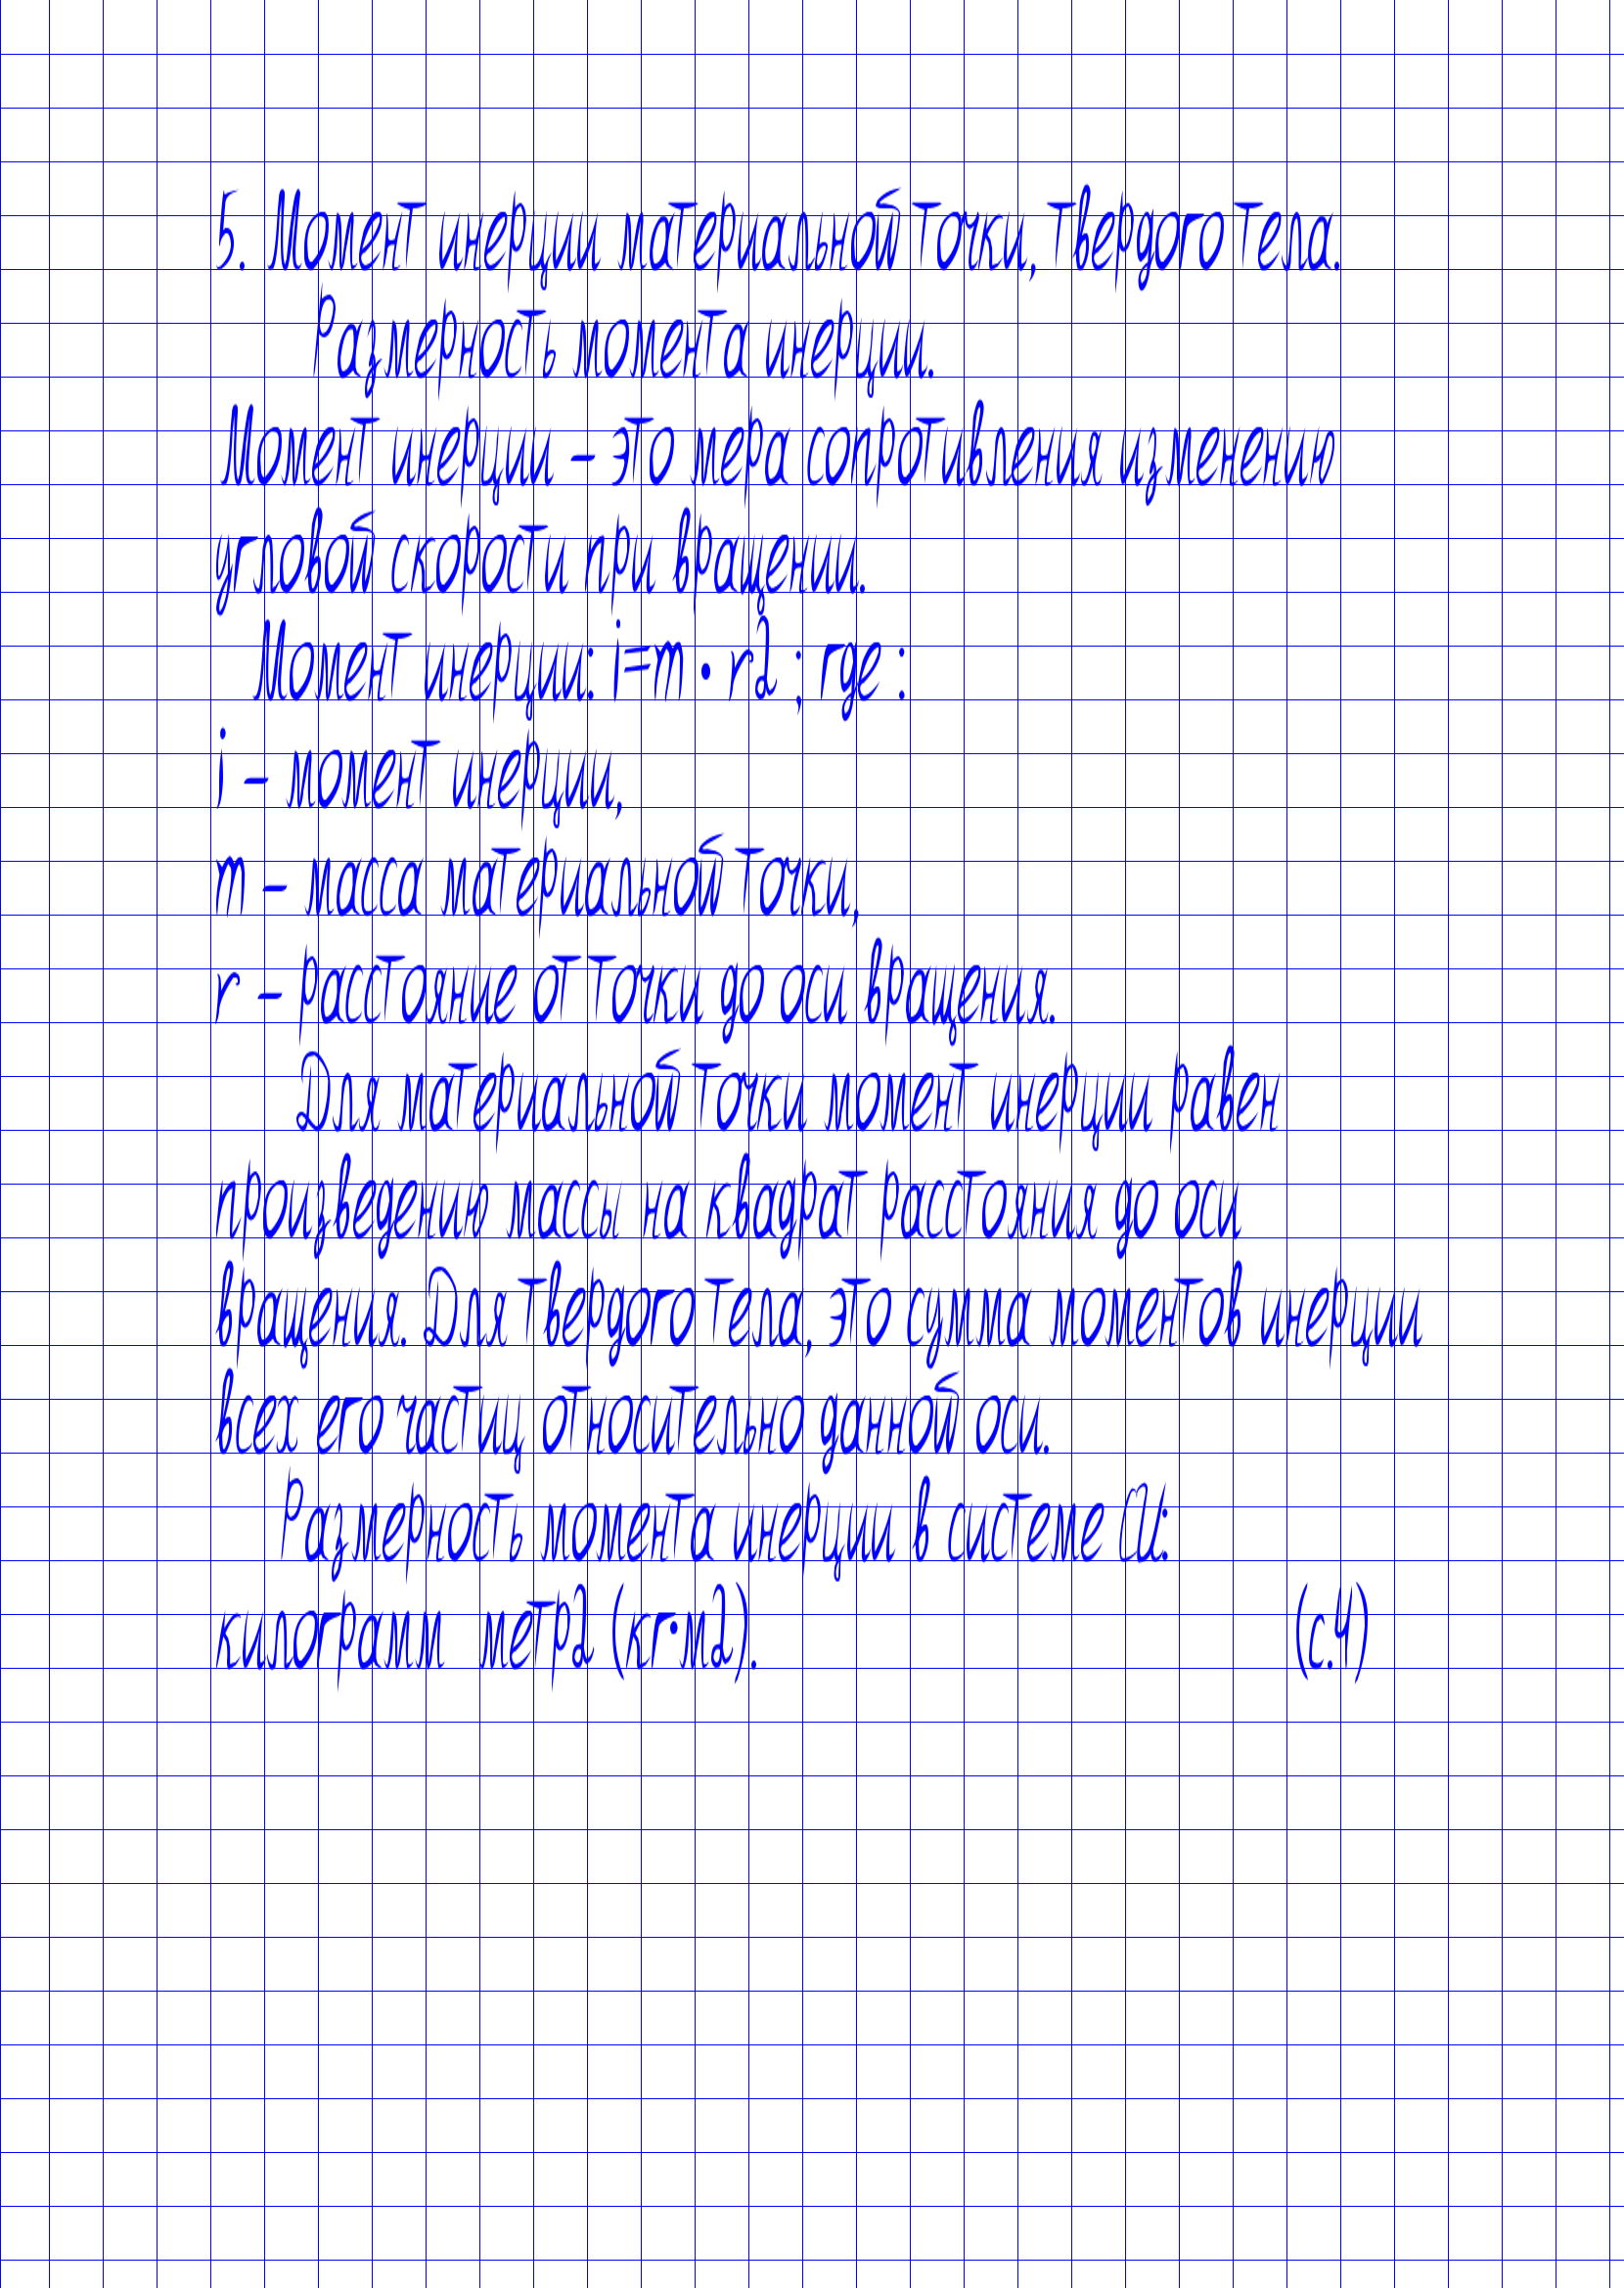 5. Момент инерции материальной точки, твердого тела.
Размерность момента инерции.
Момент инерции – это мера сопротивления изменению
угловой скорости при вращении.
Момент инерции: i=m · r2 ; где :
i – момент инерции,
m – масса материальной точки,
r – расстояние от точки до оси вращения.
Для материальной точки момент инерции равен
произведению массы на квадрат расстояния до оси
вращения. Для твердого тела, это сумма моментов инерции
всех его частиц относительно данной оси.
Размерность момента инерции в системе СИ:
килограмм метр2 (кг·м2). (с.4)